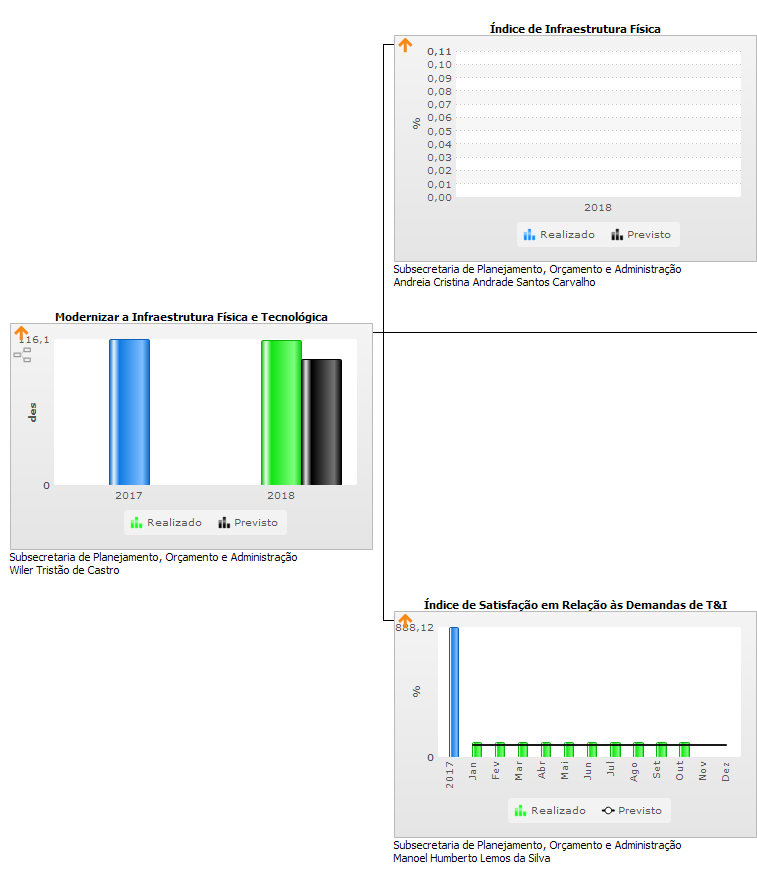 Índice de Infraestrutura Física
0,11
0,10
0,09
0,08
0,07
0,06
0,05
0,04
0,03
0,02
0,01
0,00
%
2018
Realizado Previsto
Subsecretaria de Planejamento, Orçamento e Administração
Andreia Cristina Andrade Santos Carvalho
Modernizar a Infraestrutura Física e Tecnológica
116,1
des
0
2017 2018
Realizado Previsto
Subsecretaria de Planejamento, Orçamento e Administração
Wiler Tristão de Castro
Índice de Satisfação em Relação às Demandas de T&I
888,12
%
0
2017 Jan Fev Mar Abr Mai Jun Jul Ago Set Out Nov Dez
Realizado Previsto
Subsecretaria de Planejamento, Orçamento e Administração
Manoel Humberto Lemos da Silva